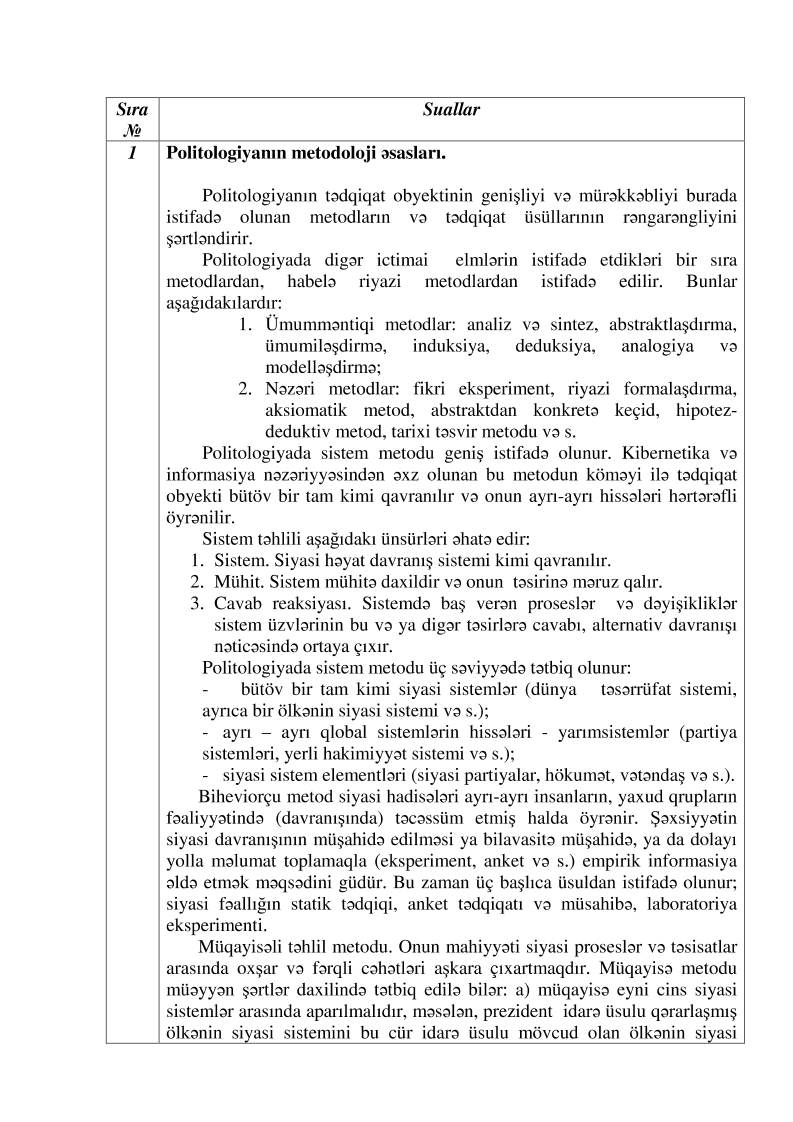 Sıra Suallar
№
1 Politologiyanın metodoloji əsasları.
Politologiyanın tədqiqat obyektinin genişliyi və mürəkkəbliyi burada
istifadə olunan metodların və tədqiqat üsüllarının rəngarəngliyini
şərtləndirir.
Politologiyada digər ictimai elmlərin istifadə etdikləri bir sıra
metodlardan, habelə riyazi metodlardan istifadə edilir. Bunlar
aşağıdakılardır:
1. Ümumməntiqi metodlar: analiz və sintez, abstraktlaşdırma,
ümumiləşdirmə, induksiya, deduksiya, analogiya və
modelləşdirmə;
2. Nəzəri metodlar: fikri eksperiment, riyazi formalaşdırma,
aksiomatik metod, abstraktdan konkretə keçid, hipotez-
deduktiv metod, tarixi təsvir metodu və s.
Politologiyada sistem metodu geniş istifadə olunur. Kibernetika və
informasiya nəzəriyyəsindən əxz olunan bu metodun köməyi ilə tədqiqat
obyekti bütöv bir tam kimi qavranılır və onun ayrı-ayrı hissələri hərtərəfli
öyrənilir.
Sistem təhlili aşağıdakı ünsürləri əhatə edir:
1. Sistem. Siyasi həyat davranış sistemi kimi qavranılır.
2. Mühit. Sistem mühitə daxildir və onun təsirinə məruz qalır.
3. Cavab reaksiyası. Sistemdə baş verən proseslər və dəyişikliklər
sistem üzvlərinin bu və ya digər təsirlərə cavabı, alternativ davranışı
nəticəsində ortaya çıxır.
Politologiyada sistem metodu üç səviyyədə tətbiq olunur:
- bütöv bir tam kimi siyasi sistemlər (dünya təsərrüfat sistemi,
ayrıca bir ölkənin siyasi sistemi və s.);
- ayrı – ayrı qlobal sistemlərin hissələri - yarımsistemlər (partiya
sistemləri, yerli hakimiyyət sistemi və s.);
- siyasi sistem elementləri (siyasi partiyalar, hökumət, vətəndaş və s.).
Biheviorçu metod siyasi hadisələri ayrı-ayrı insanların, yaxud qrupların
fəaliyyətində (davranışında) təcəssüm etmiş halda öyrənir. Şəxsiyyətin
siyasi davranışının müşahidə edilməsi ya bilavasitə müşahidə, ya da dolayı
yolla məlumat toplamaqla (eksperiment, anket və s.) empirik informasiya
əldə etmək məqsədini güdür. Bu zaman üç başlıca üsuldan istifadə olunur;
siyasi fəallığın statik tədqiqi, anket tədqiqatı və müsahibə, laboratoriya
eksperimenti.
Müqayisəli təhlil metodu. Onun mahiyyəti siyasi proseslər və təsisatlar
arasında oxşar və fərqli cəhətləri aşkara çıxartmaqdır. Müqayisə metodu
müəyyən şərtlər daxilində tətbiq edilə bilər: a) müqayisə eyni cins siyasi
sistemlər arasında aparılmalıdır, məsələn, prezident idarə üsulu qərarlaşmış
ölkənin siyasi sistemini bu cür idarə üsulu mövcud olan ölkənin siyasi